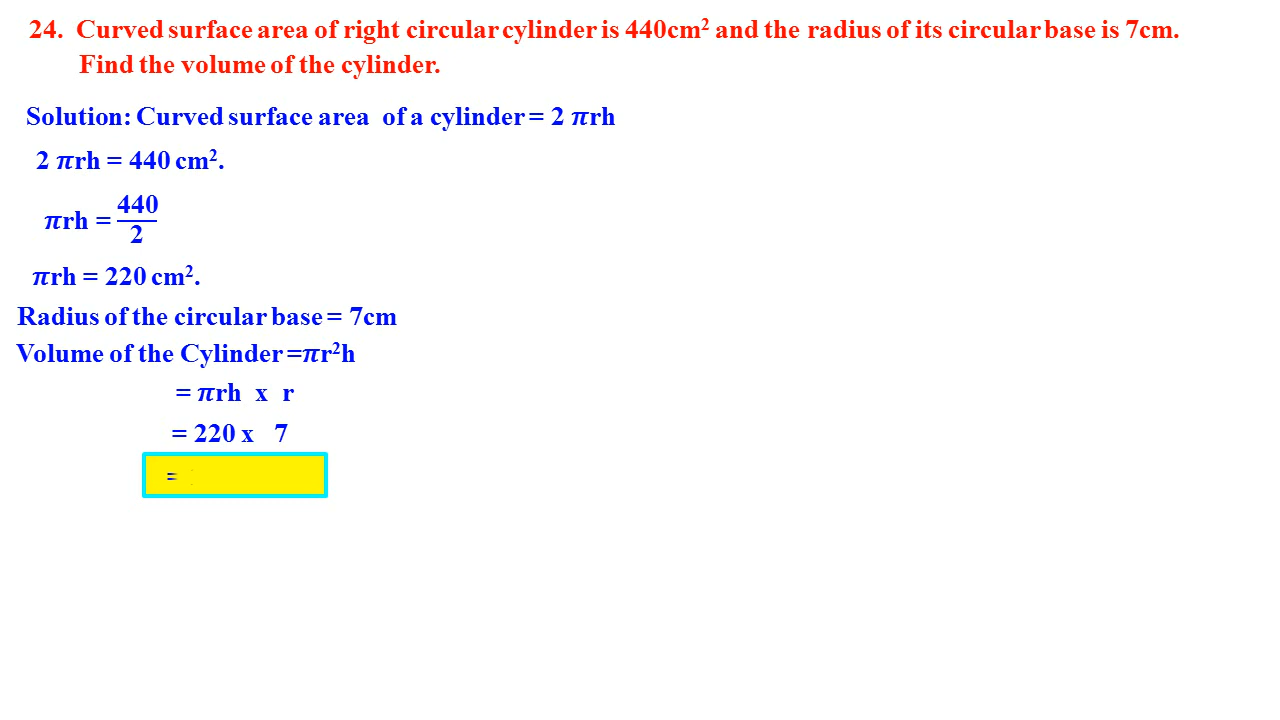 24. Curved surface area of right circular cylinder is 440cm² and the radius of its circular base is 7cm.
Find the volume of the cylinder.
Solution: Curved surface area of a cylinder = 2 πrh
2 πrh = 440 cm².
πrh = 440/2
πrh = 220 cm².
Radius of the circular base = 7cm
Volume of the Cylinder =πr²h
= πrh x r
= 220 x 7
=